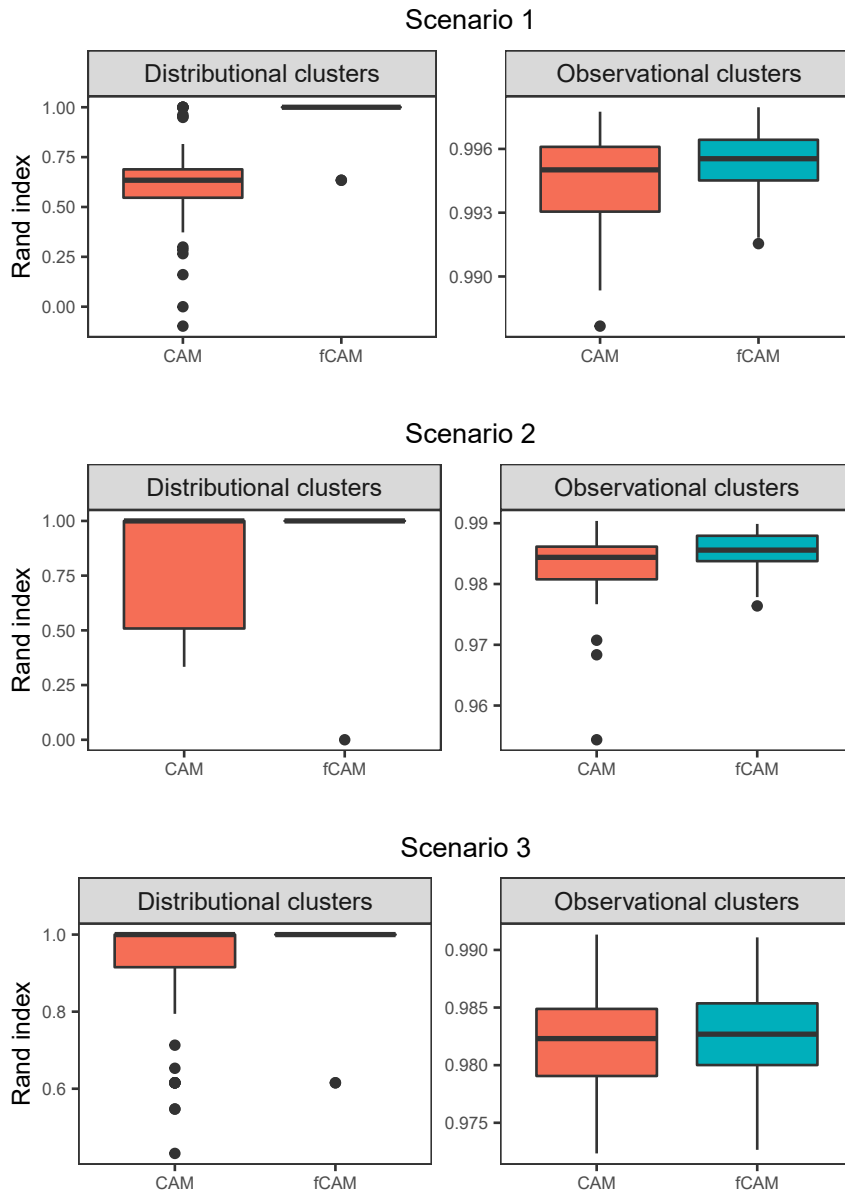 Scenario 1
Distributional clusters
Observational clusters
Rand index
1.00
0.75
0.50
0.25
0.00
0.996
0.993
0.990
CAM
fCAM
CAM
fCAM
Scenario 2
Distributional clusters
Observational clusters
Rand index
1.00
0.75
0.50
0.25
0.00
0.99
0.98
0.97
0.96
CAM
fCAM
CAM
fCAM
Scenario 3
Distributional clusters
Observational clusters
Rand index
1.0
0.8
0.6
0.990
0.985
0.980
0.975
CAM
fCAM
CAM
fCAM